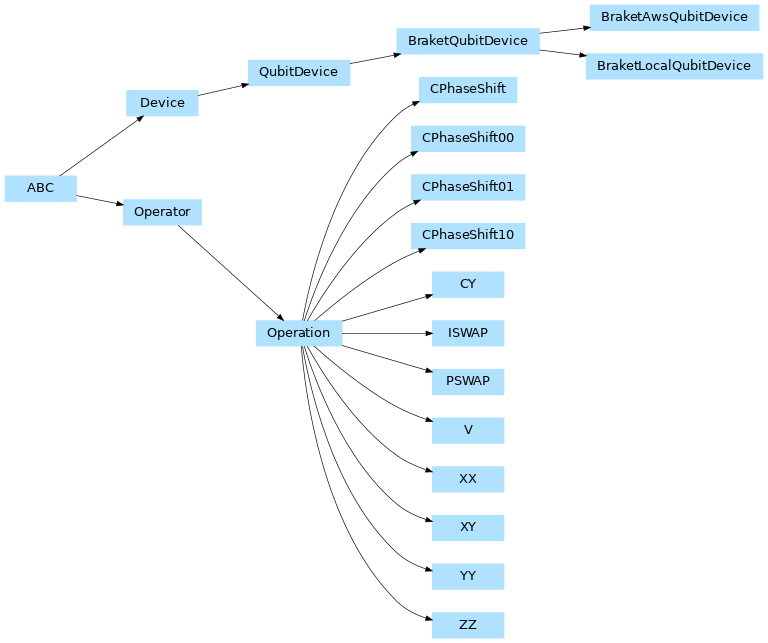 BraketAwsQubitDevice
BraketQubitDevice
BraketLocalQubitDevice
QubitDevice
CPhaseShift
Device
CPhaseShift00
ABC
CPhaseShift01
Operator
CPhaseShift10
CY
Operation
ISWAP
PSWAP
V
XX
XY
YY
ZZ